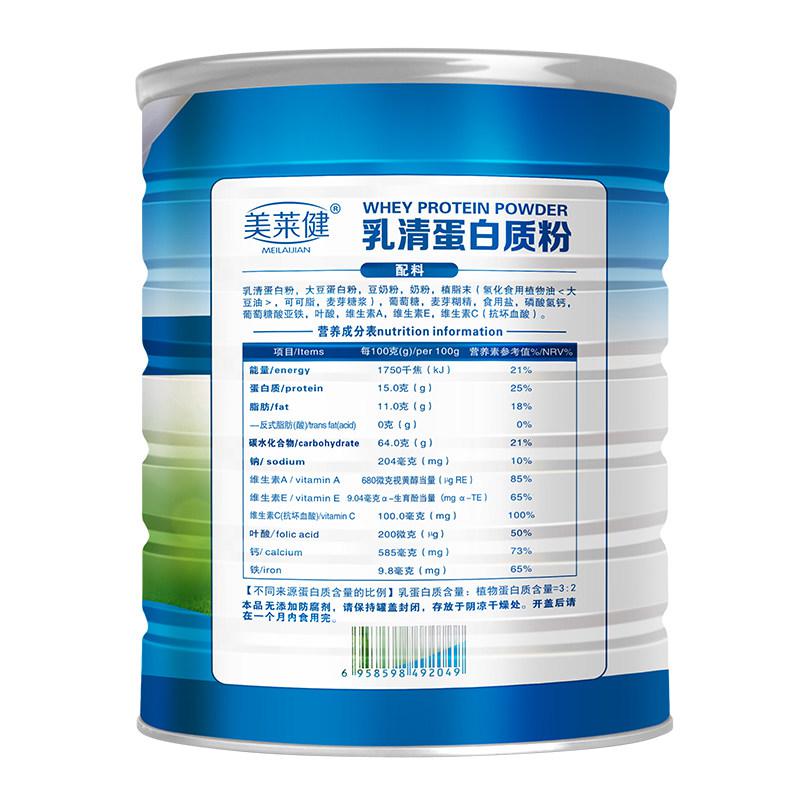 美莱健®
MEILAIJIAN
WHEY PROTEIN POWDER
乳清蛋白质粉
配料
乳清蛋白粉，大豆蛋白粉，豆奶粉，奶粉，植脂末（氢化食用植物油<大
豆油>，可可脂，麦芽糖浆），葡萄糖，麦芽糊精，食用盐，磷酸氢钙，
葡萄糖酸亚铁，叶酸，维生素A，维生素E，维生素C（抗坏血酸）。
营养成分表nutrition information
项目/Items 每100克(g)/per 100g 营养素参考值%/NRV%
能量/energy 1750千焦（kJ） 21%
蛋白质/protein 15.0克（g） 25%
脂肪/fat 11.0克（g） 18%
—反式脂肪(酸)/trans fat(acid) 0克（g） 0%
碳水化合物/carbohydrate 64.0克（g） 21%
钠/ sodium 204毫克（mg） 10%
维生素A / vitamin A 680微克视黄醇当量（μg RE） 85%
维生素E / vitamin E 9.04毫克 α-生育酚当量（mg α-TE） 65%
维生素C(抗坏血酸)/vitamin C 100.0毫克（mg） 100%
叶酸/folic acid 200微克（μg） 50%
钙/ calcium 585毫克（mg） 73%
铁/iron 9.8毫克（mg） 65%
【不同来源蛋白质含量的比例】乳蛋白质含量：植物蛋白质含量=3:2
本品无添加防腐剂，请保持罐盖封闭，存放于阴凉干燥处。开盖后请
在一个月内食用完。
6 958598 492049